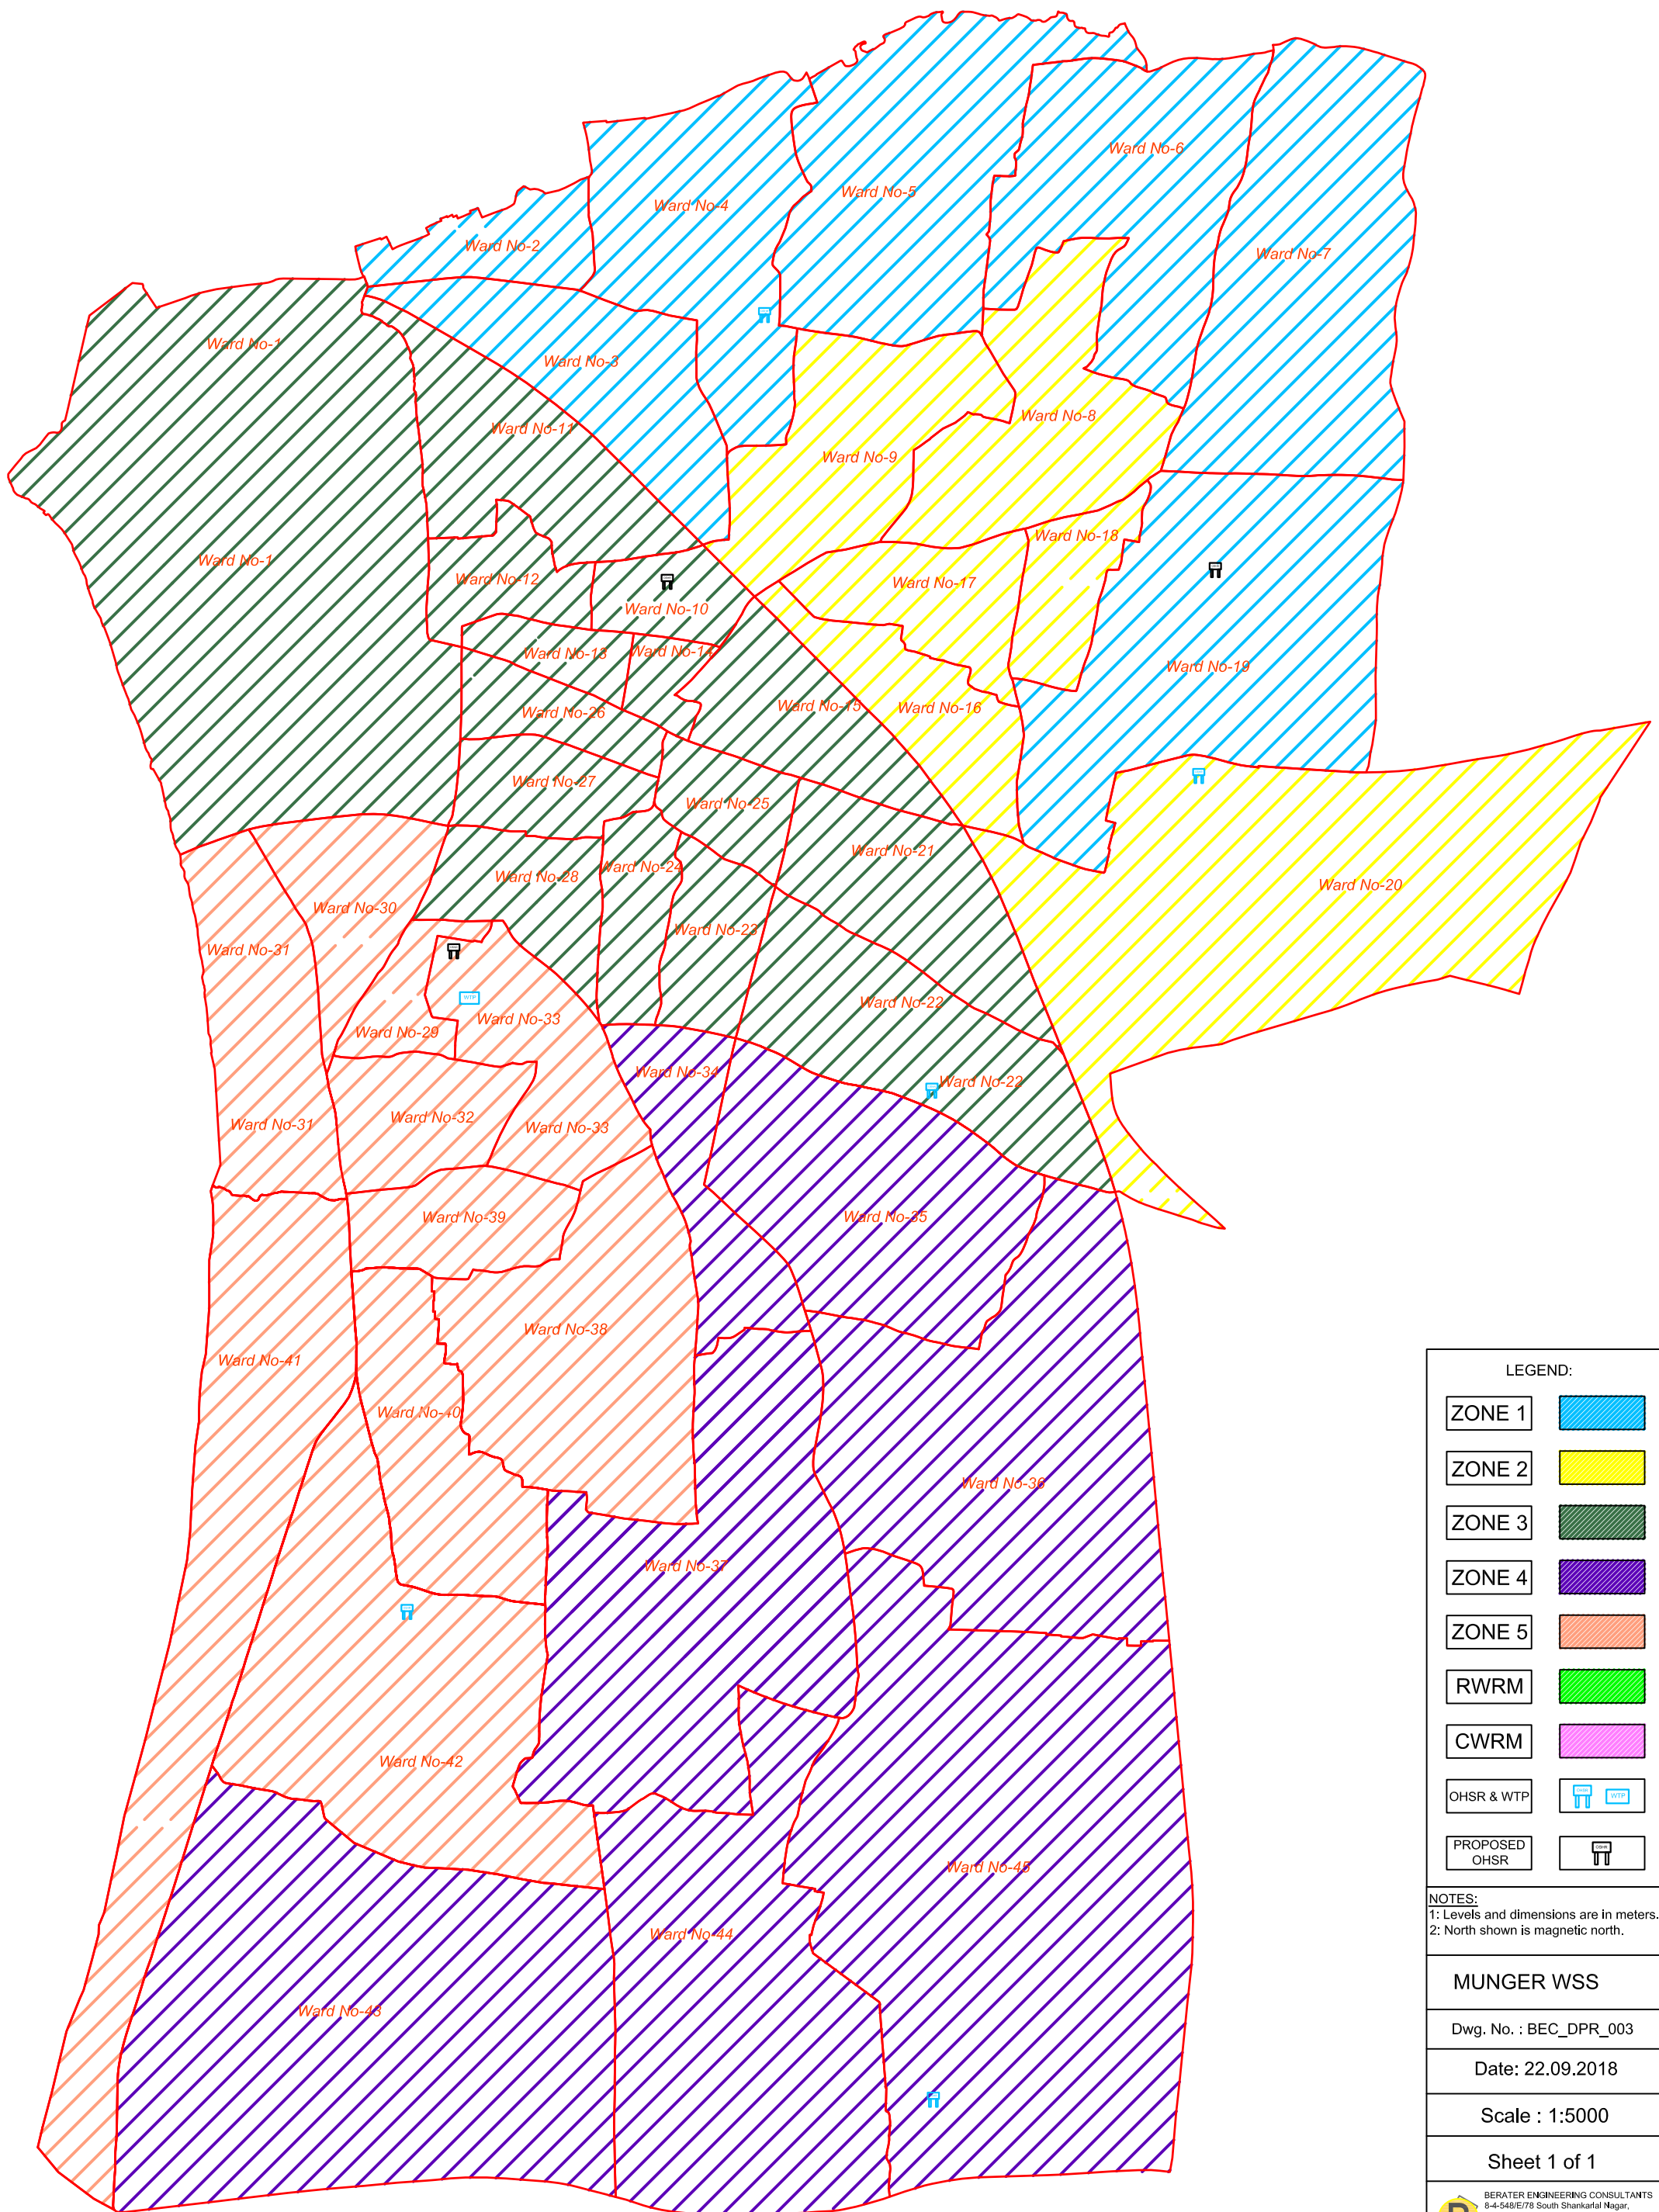 Ward No-6
Ward No-5
Ward No-4
Ward No-2
Ward No-7
Ward No-1
Ward No-3
Ward No-8
Ward No-11
Ward No-9
Ward No-18
Ward No-1
Ward No-12
Ward No-17
Ward No-10
Ward No-13
Ward No-14
Ward No-19
Ward No-15
Ward No-16
Ward No-26
Ward No-27
Ward No-25
Ward No-21
Ward No-24
Ward No-28
Ward No-20
Ward No-30
Ward No-23
Ward No-31
WTP
Ward No-22
Ward No-33
Ward No-29
Ward No-34
Ward No-22
Ward No-32
Ward No-31
Ward No-33
Ward No-39
Ward No-35
Ward No-38
Ward No-41
Ward No-40
Ward No-36
Ward No-37
Ward No-42
Ward No-45
Ward No-44
Ward No-43
LEGEND:
ZONE 1
ZONE 2
ZONE 3
ZONE 4
ZONE 5
RWRM
CWRM
OHSR & WTP
OHSR WTP
PROPOSED
OHSR
OSHR
NOTES:
1: Levels and dimensions are in meters.
2: North shown is magnetic north.
MUNGER WSS
Dwg. No. : BEC_DPR_003
Date: 22.09.2018
Scale : 1:5000
Sheet 1 of 1
BERATER ENGINEERING CONSULTANTS
8-4-548/E/78 South Shankarlal Nagar,